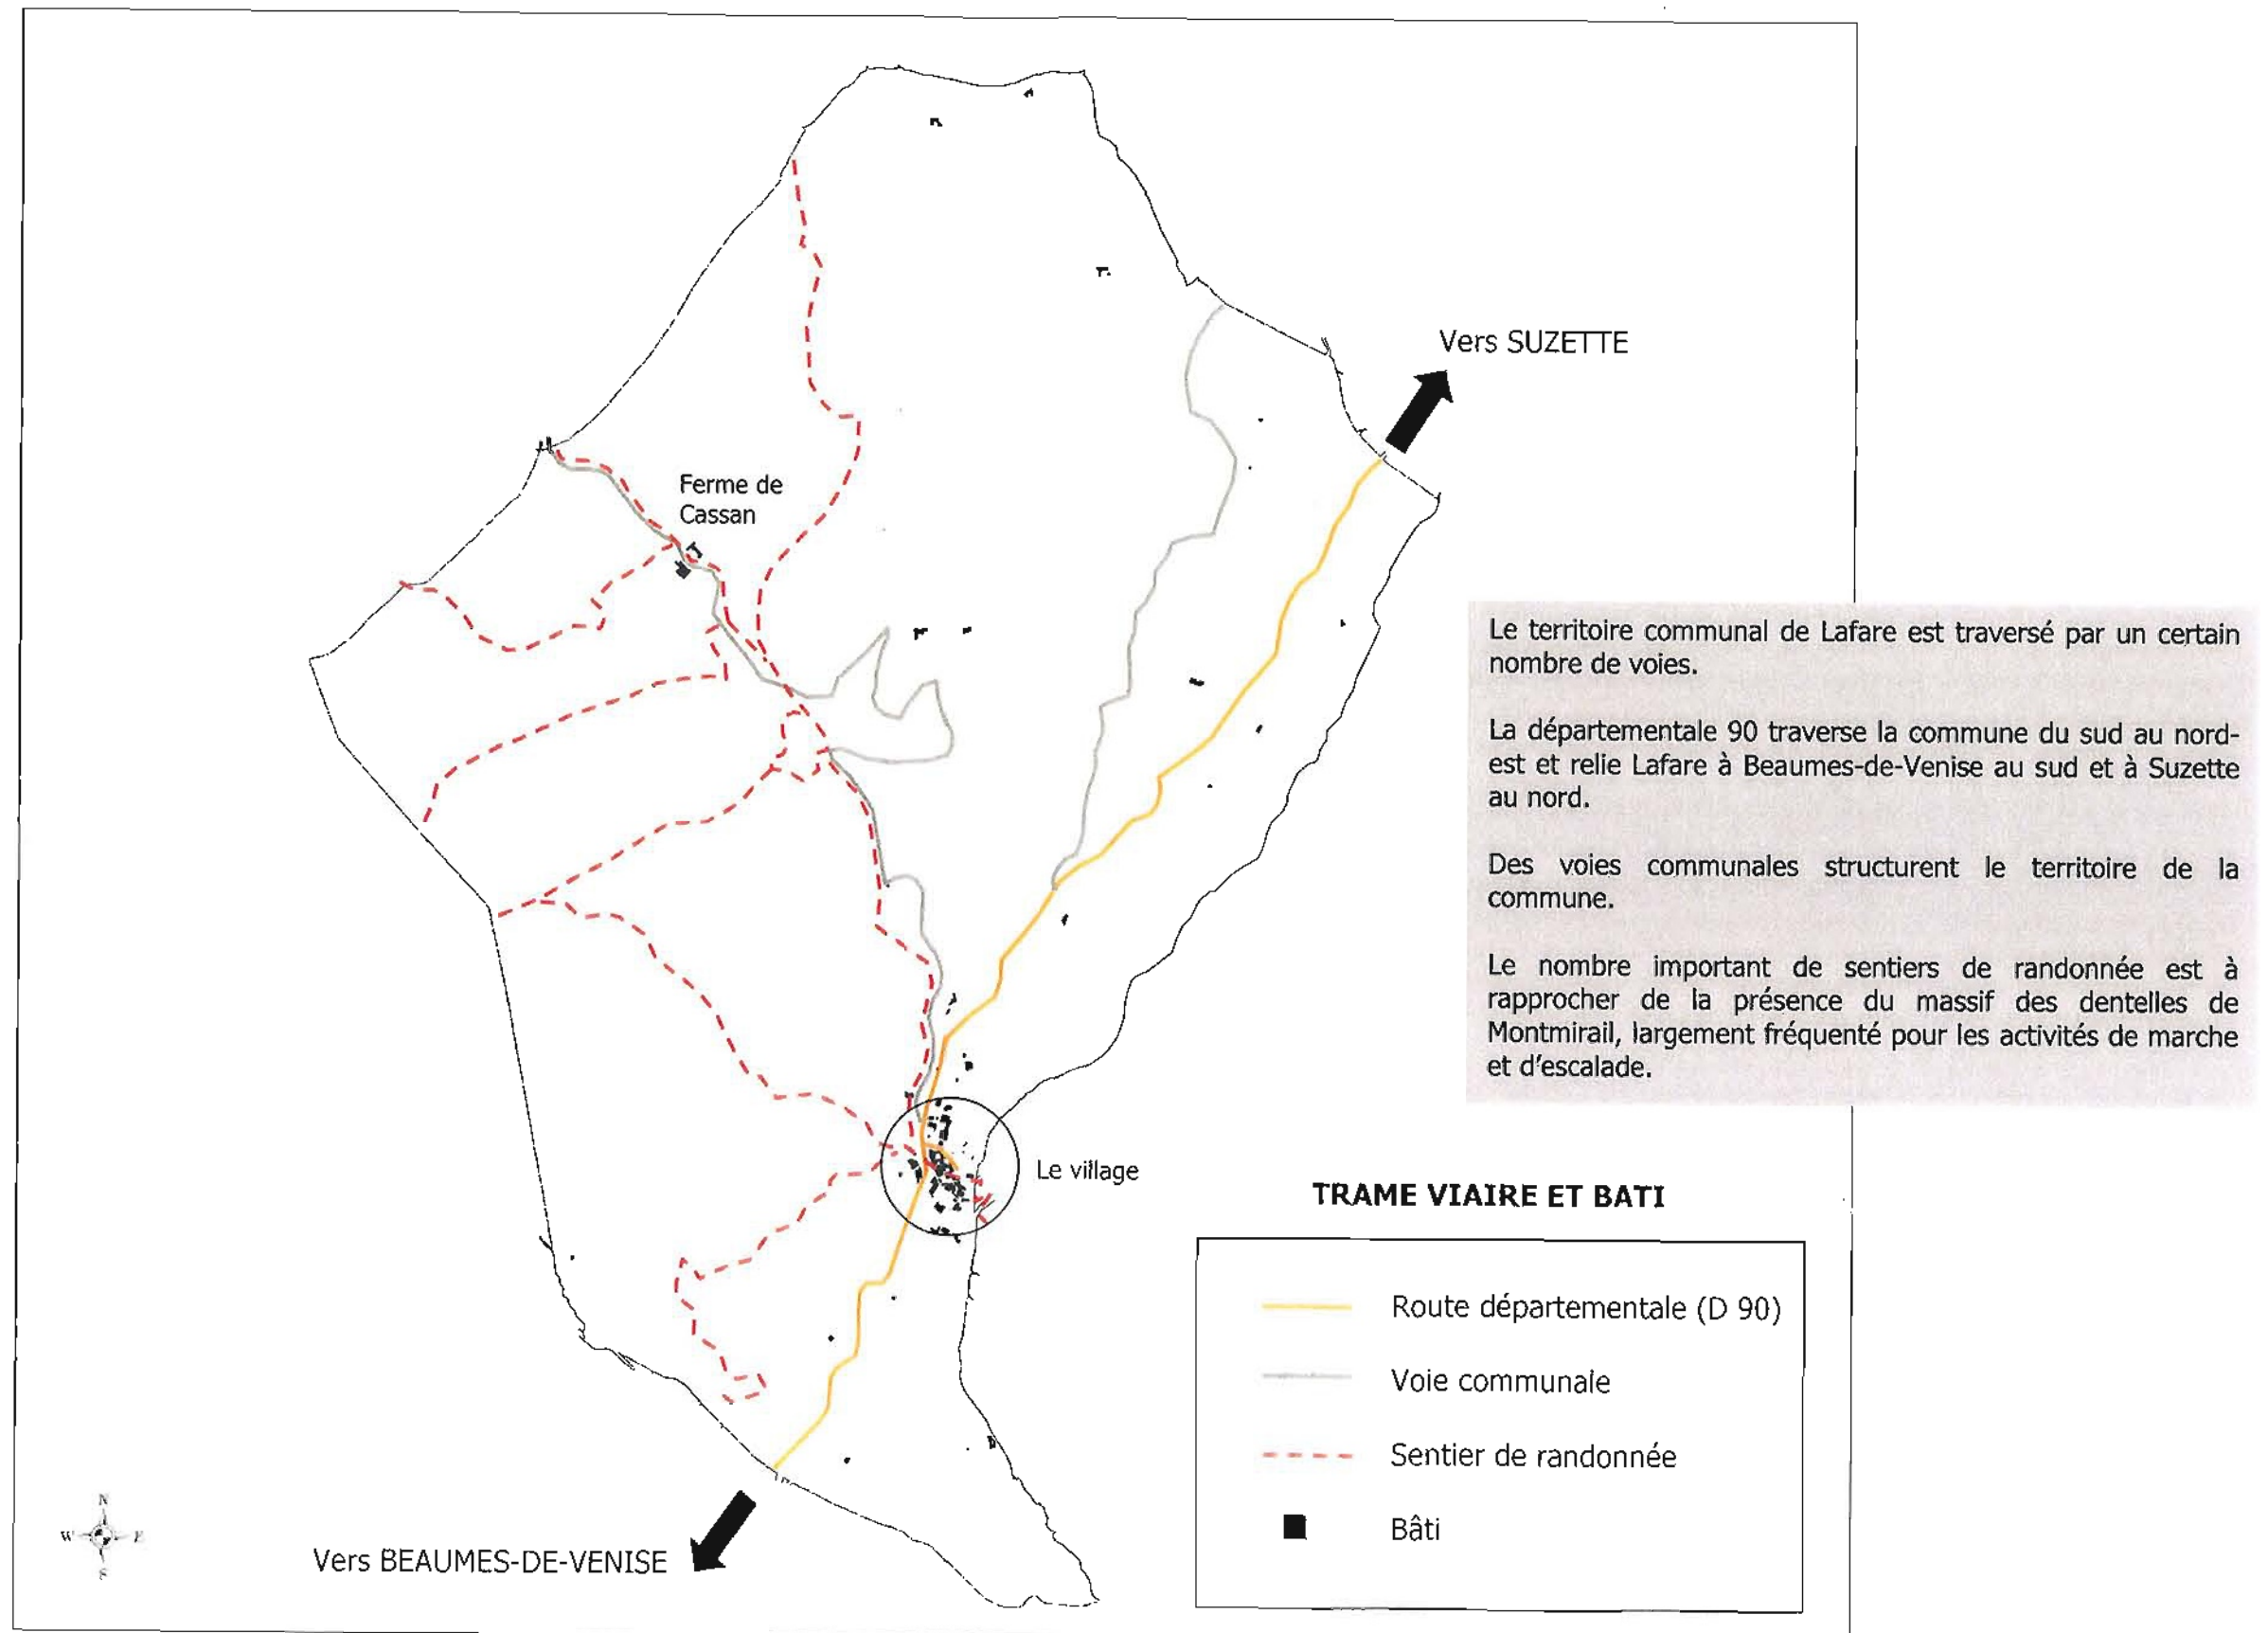 Vers SUZETTE
Ferme de
Cassan
Le territoire communal de Lafare est traversé par un certain
nombre de voies.
La départementale 90 traverse la commune du sud au nord-
est et relie Lafare à Beaumes-de-Venise au sud et à Suzette
au nord.
Des voies communales structurent le territoire de la
commune.
Le nombre important de sentiers de randonnée est à
rapprocher de la présence du massif des dentelles de
Montmirail, largement fréquenté pour les activités de marche
et d'escalade.
Le village
TRAME VIAIRE ET BATI
Route départementale (D 90)
Voie communale
Sentier de randonnée
Bâti
N
W E
S
Vers BEAUMES-DE-VENISE